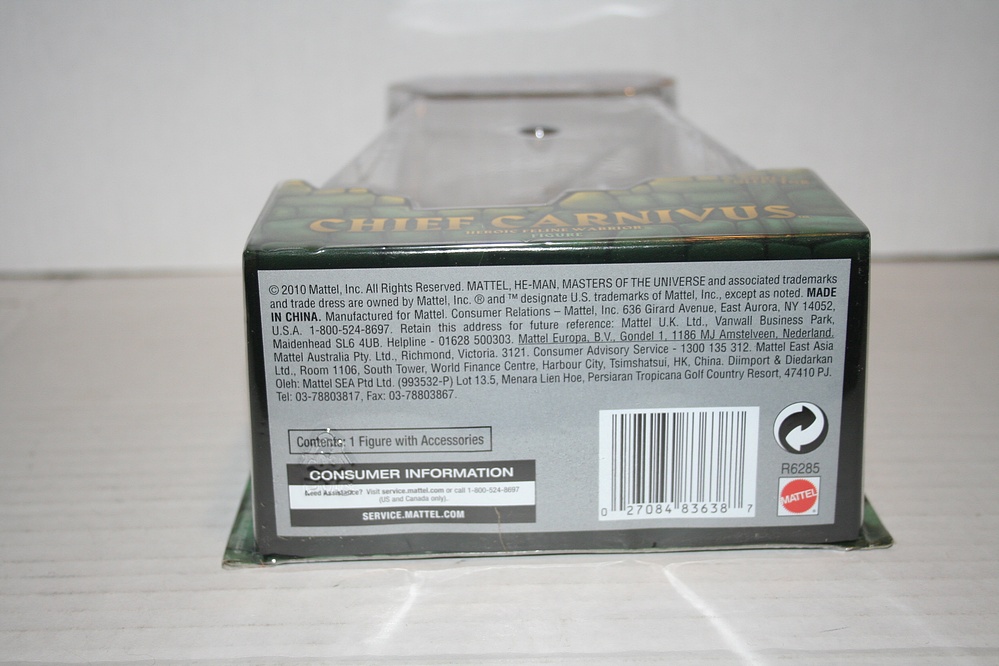 CHIEF CARNIVUS
HEROIC FELINE WARRIOR
FIGURE
© 2010 Mattel, Inc. All Rights Reserved. MATTEL, HE-MAN, MASTERS OF THE UNIVERSE and associated trademarks
and trade dress are owned by Mattel, Inc. ® and ™ designate U.S. trademarks of Mattel, Inc., except as noted. MADE
IN CHINA. Manufactured for Mattel. Consumer Relations – Mattel, Inc. 636 Girard Avenue, East Aurora, NY 14052,
U.S.A. 1-800-524-8697. Retain this address for future reference: Mattel U.K. Ltd., Vanwall Business Park,
Maidenhead SL6 4UB. Helpline - 01628 500303. Mattel Europa, B.V., Gondel 1, 1186 MJ Amstelveen, Nederland.
Mattel Australia Pty. Ltd., Richmond, Victoria. 3121. Consumer Advisory Service - 1300 135 312. Mattel East Asia
Ltd., Room 1106, South Tower, World Finance Centre, Harbour City, Tsimshatsui, HK, China. Diimport & Diedarkan
Oleh: Mattel SEA Ptd Ltd. (993532-P) Lot 13.5, Menara Lien Hoe, Persiaran Tropicana Golf Country Resort, 47410 PJ.
Tel: 03-78803817, Fax: 03-78803867.
Contents: 1 Figure with Accessories
CONSUMER INFORMATION
Need Assistance? Visit service.mattel.com or call 1-800-524-8697
(US and Canada only).
SERVICE.MATTEL.COM
0 27084 83638 7
R6285
MATTEL